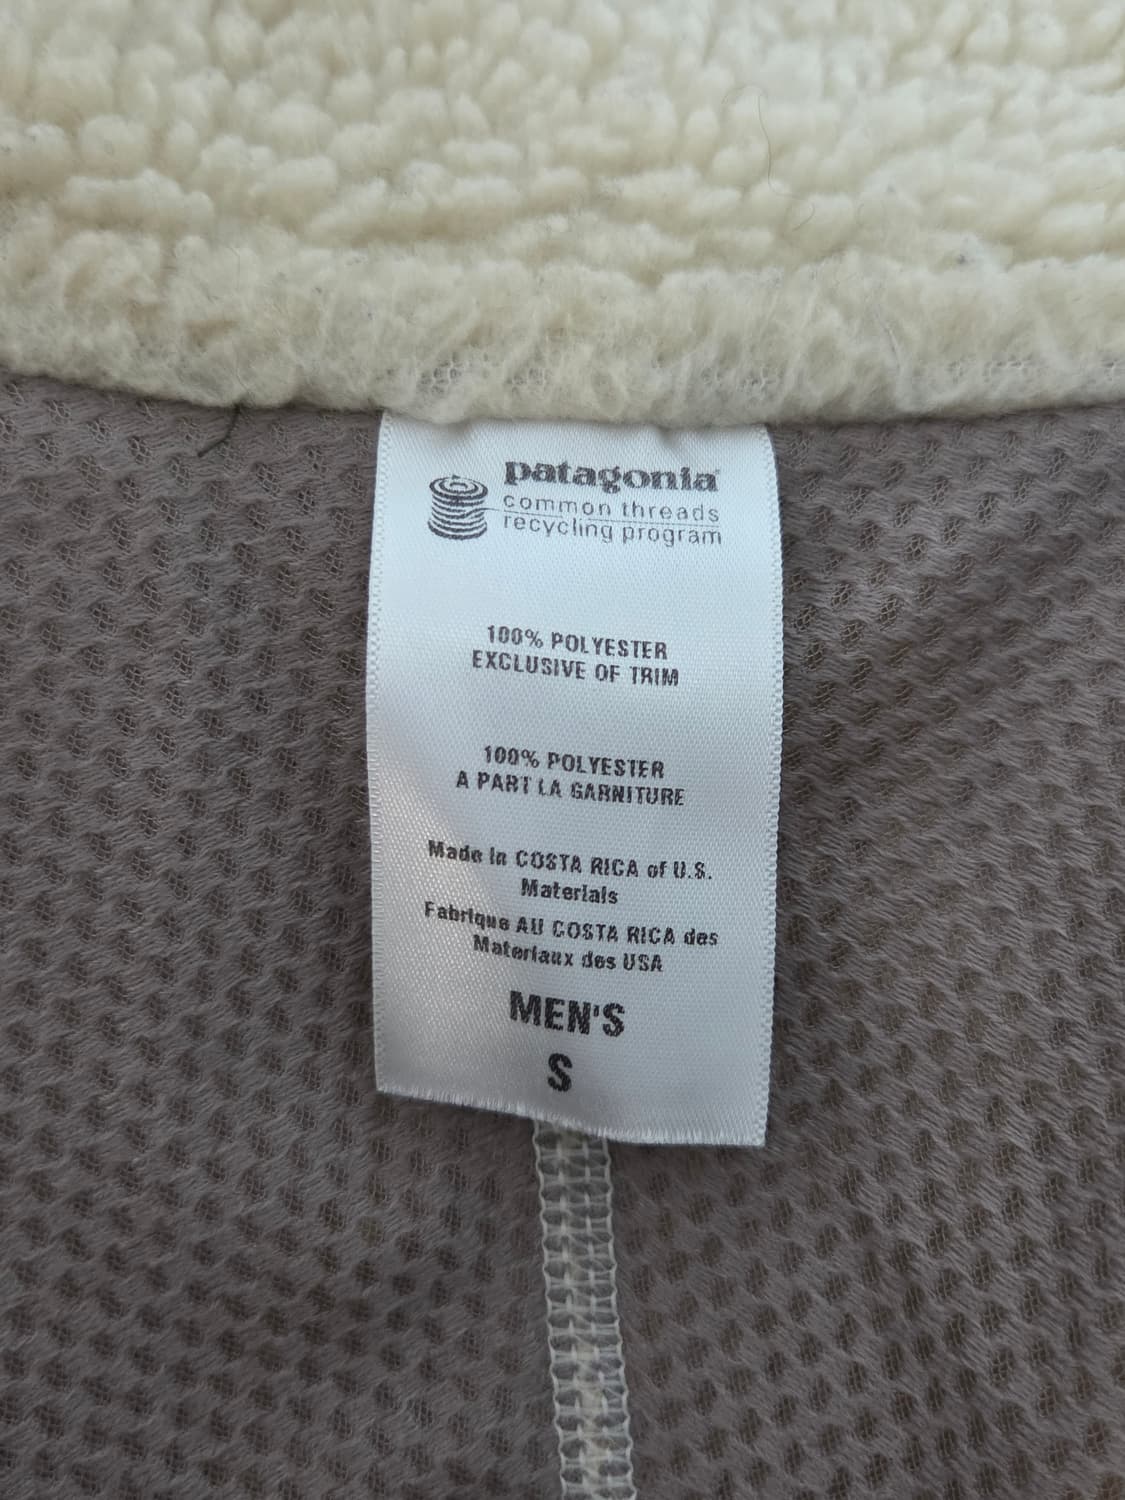 patagonia
common threads
recycling program
100% POLYESTER
EXCLUSIVE OF TRIM
100% POLYESTER
A PART LA GARNITURE
Made in COSTA RICA of U.S.
Materials
Fabrique AU COSTA RICA des
Materiaux des USA
MEN'S
S